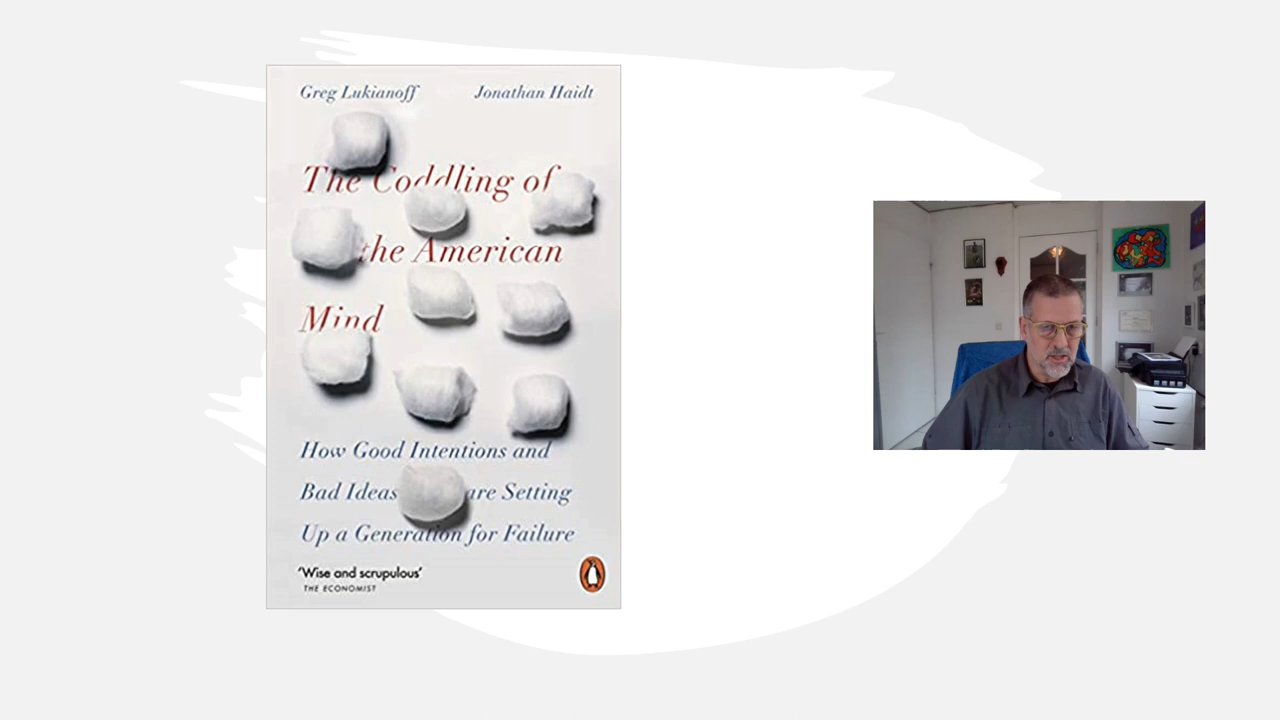 Greg Lukianoff Jonathan Haidt
The Coddling of
the American
Mind
How Good Intentions and
Bad Ideas are Setting
Up a Generation for Failure
‘Wise and scrupulous’
THE ECONOMIST